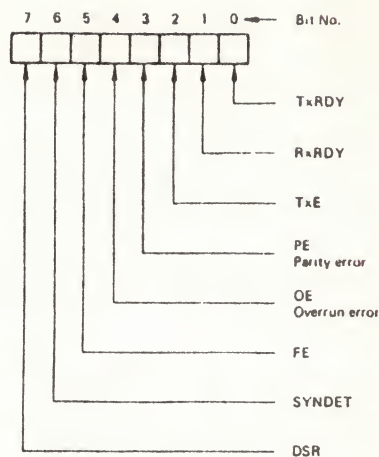 7 6 5 4 3 2 1 0 Bit No.
TxRDY
RxRDY
TxE
PE
Parity error
OE
Overrun error
FE
SYNDET
DSR